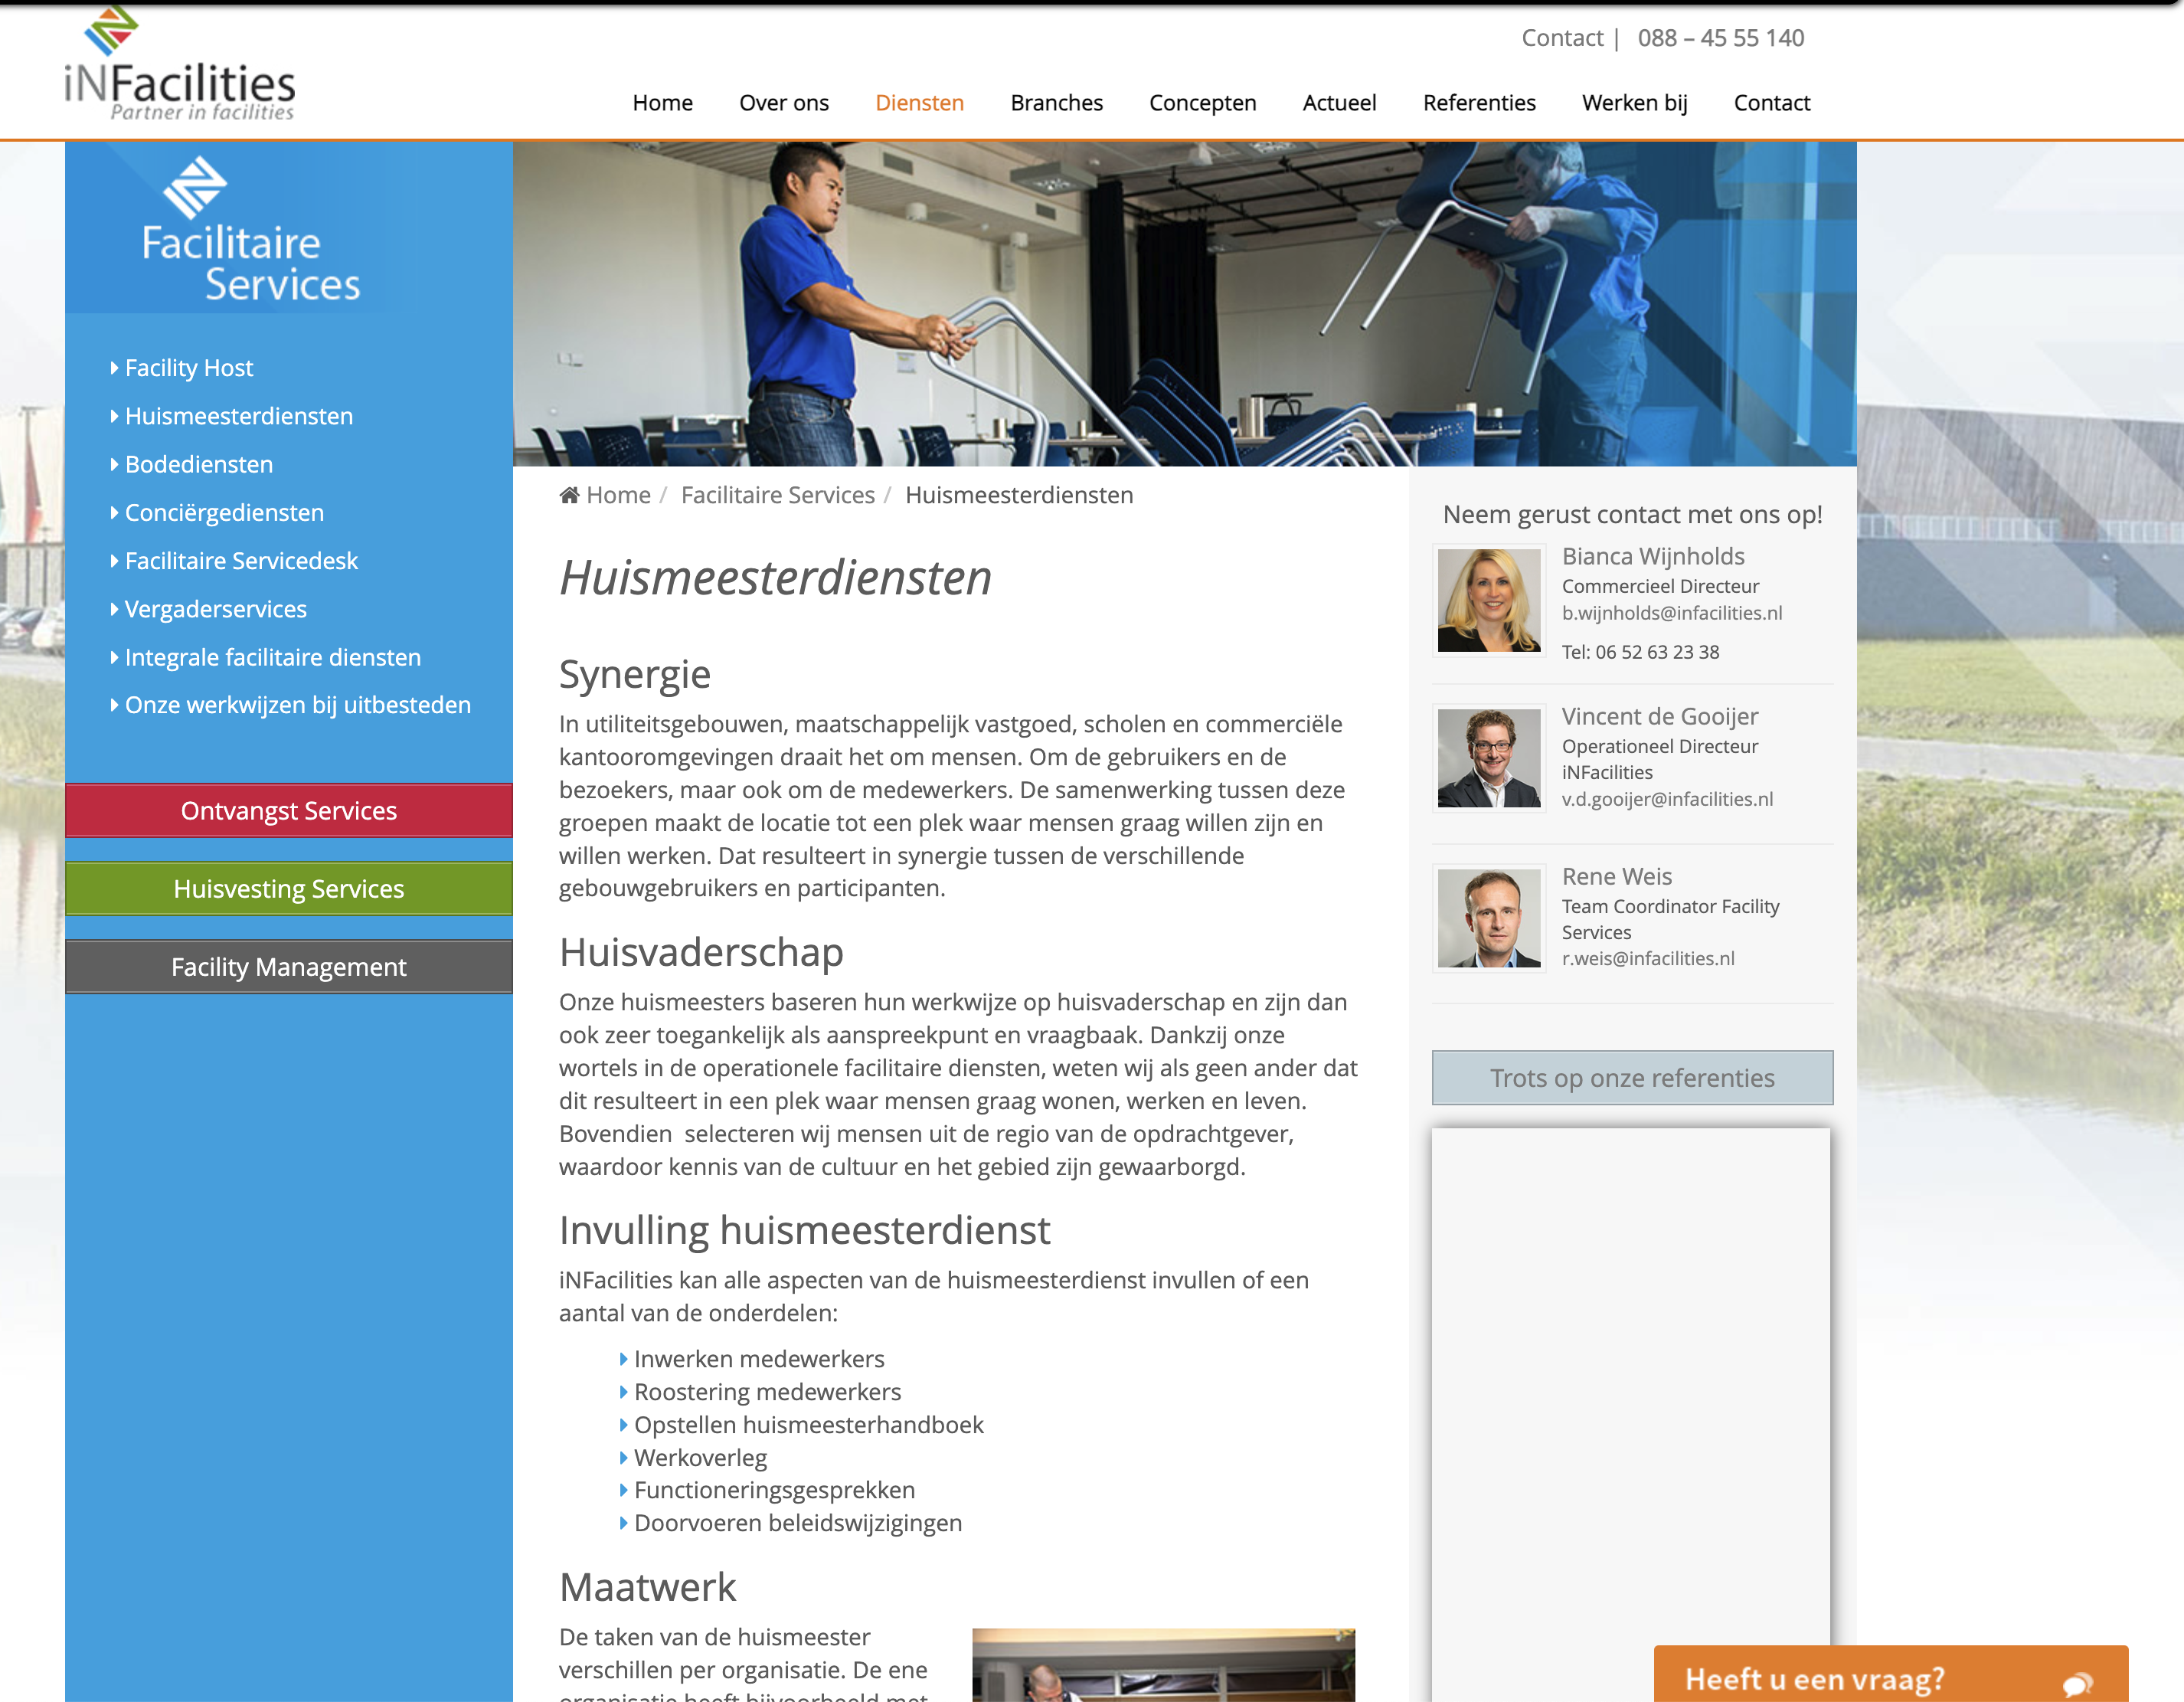 iNFacilities
Partner in facilities
Contact | 088 – 45 55 140
Home Over ons Diensten Branches Concepten Actueel Referenties Werken bij Contact
Facilitaire
Services
Facility Host
Huismeesterdiensten
Bodediensten
Conciërgediensten
Facilitaire Servicedesk
Vergaderservices
Integrale facilitaire diensten
Onze werkwijzen bij uitbesteden
Ontvangst Services
Huisvesting Services
Facility Management
Home / Facilitaire Services / Huismeesterdiensten
Huismeesterdiensten
Synergie
In utiliteitsgebouwen, maatschappelijk vastgoed, scholen en commerciële
kantooromgevingen draait het om mensen. Om de gebruikers en de
bezoekers, maar ook om de medewerkers. De samenwerking tussen deze
groepen maakt de locatie tot een plek waar mensen graag willen zijn en
willen werken. Dat resulteert in synergie tussen de verschillende
gebouwgebruikers en participanten.
Huisvaderschap
Onze huismeesters baseren hun werkwijze op huisvaderschap en zijn dan
ook zeer toegankelijk als aanspreekpunt en vraagbaak. Dankzij onze
wortels in de operationele facilitaire diensten, weten wij als geen ander dat
dit resulteert in een plek waar mensen graag wonen, werken en leven.
Bovendien  selecteren wij mensen uit de regio van de opdrachtgever,
waardoor kennis van de cultuur en het gebied zijn gewaarborgd.
Invulling huismeesterdienst
iNFacilities kan alle aspecten van de huismeesterdienst invullen of een
aantal van de onderdelen:
Inwerken medewerkers
Roostering medewerkers
Opstellen huismeesterhandboek
Werkoverleg
Functioneringsgesprekken
Doorvoeren beleidswijzigingen
Maatwerk
De taken van de huismeester
verschillen per organisatie. De ene
organisatie heeft bijvoorbeeld met
Neem gerust contact met ons op!
Bianca Wijnholds
Commercieel Directeur
b.wijnholds@infacilities.nl
Tel: 06 52 63 23 38
Vincent de Gooijer
Operationeel Directeur
iNFacilities
v.d.gooijer@infacilities.nl
Rene Weis
Team Coordinator Facility
Services
r.weis@infacilities.nl
Trots op onze referenties
Heeft u een vraag?